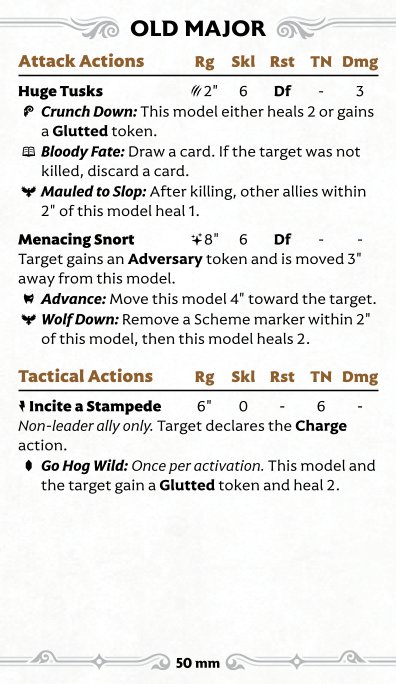 OLD MAJOR
Attack Actions Rg Skl Rst TN Dmg
Huge Tusks 2" 6 Df - 3
Crunch Down: This model either heals 2 or gains
a Glutted token.
Bloody Fate: Draw a card. If the target was not
killed, discard a card.
Mauled to Slop: After killing, other allies within
2" of this model heal 1.
Menacing Snort 8" 6 Df - -
Target gains an Adversary token and is moved 3"
away from this model.
Advance: Move this model 4" toward the target.
Wolf Down: Remove a Scheme marker within 2"
of this model, then this model heals 2.
Tactical Actions Rg Skl Rst TN Dmg
Incite a Stampede 6" 0 - 6 -
Non-leader ally only. Target declares the Charge
action.
Go Hog Wild: Once per activation. This model and
the target gain a Glutted token and heal 2.
50 mm